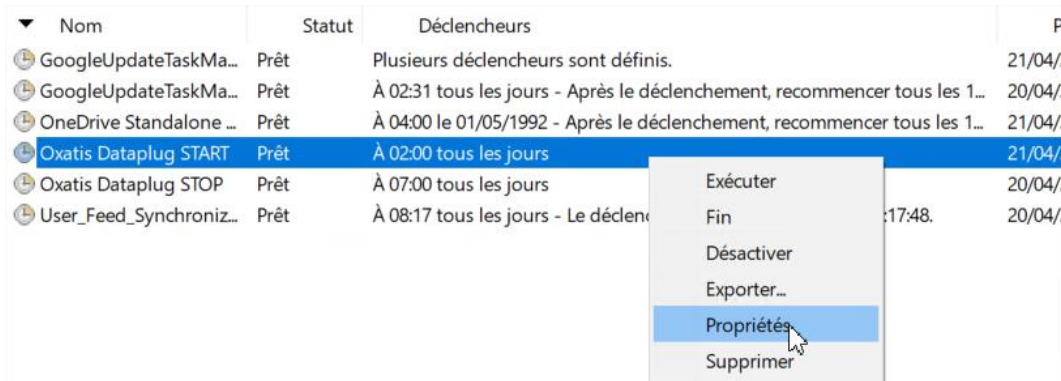 Nom Statut Déclencheurs P
GoogleUpdateTaskMa... Prêt Plusieurs déclencheurs sont définis. 21/04/
GoogleUpdateTaskMa... Prêt À 02:31 tous les jours - Après le déclenchement, recommencer tous les 1... 20/04/
OneDrive Standalone ... Prêt À 04:00 le 01/05/1992 - Après le déclenchement, recommencer tous les 1... 21/04/
Oxatis Dataplug START Prêt À 02:00 tous les jours 21/04/
Oxatis Dataplug STOP Prêt À 07:00 tous les jours 20/04/
User_Feed_Synchroniz... Prêt À 08:17 tous les jours - Le déclen :17:48. 20/04/
Exécuter
Fin
Désactiver
Exporter...
Propriétés
Supprimer